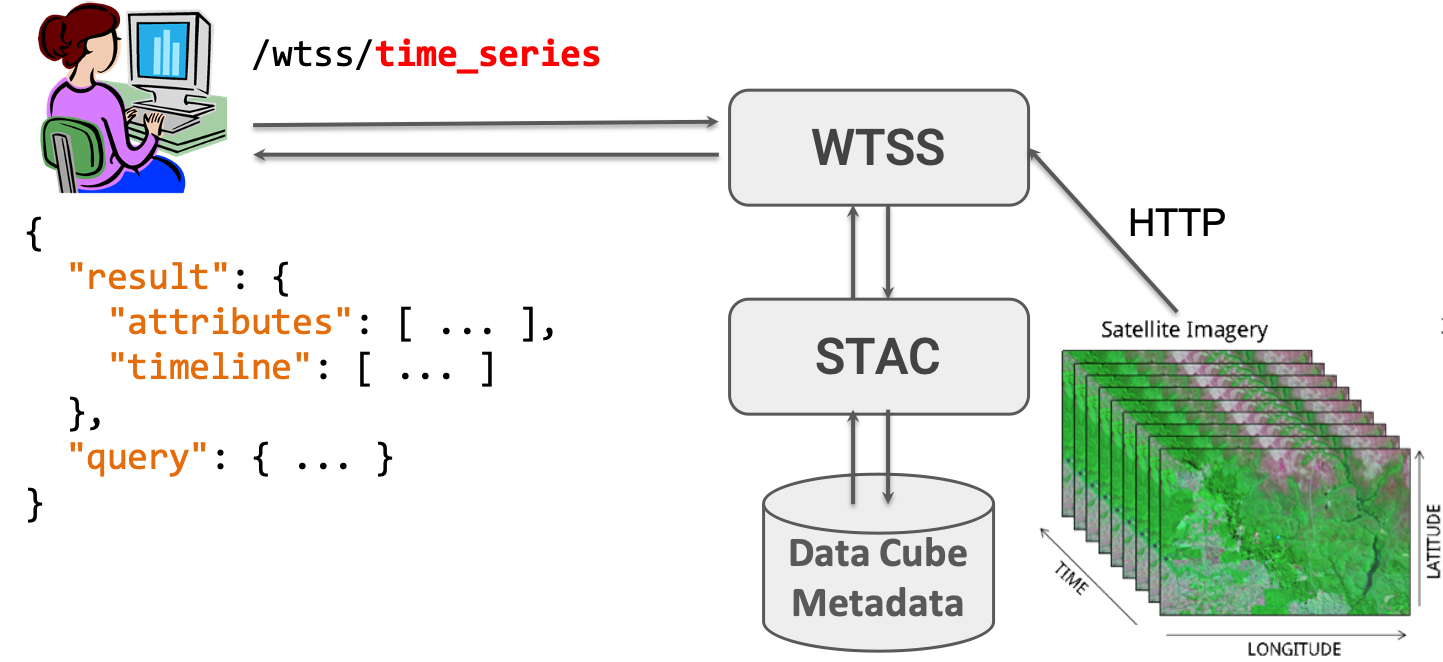 /wtss/time_series
WTSS
HTTP
{
"result": {
"attributes": [ ... ],
"timeline": [ ... ]
},
"query": { ... }
}
STAC
Data Cube
Metadata
Satellite Imagery
TIME
LATITUDE
LONGITUDE